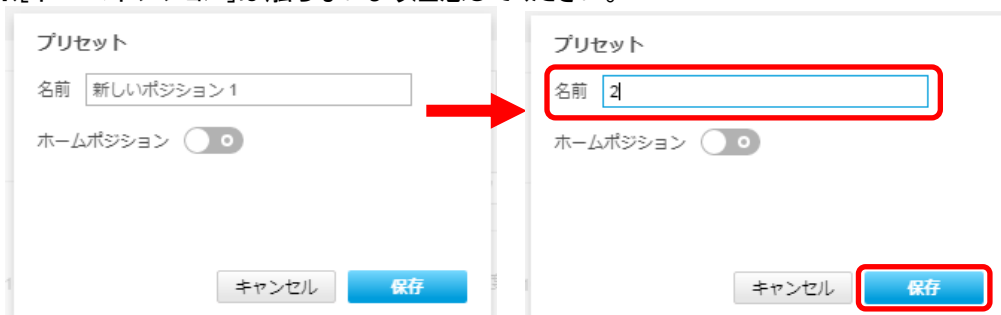 プリセット
名前 新しいポジション 1
ホームポジション
キャンセル 保存
プリセット
名前 2
ホームポジション
キャンセル 保存